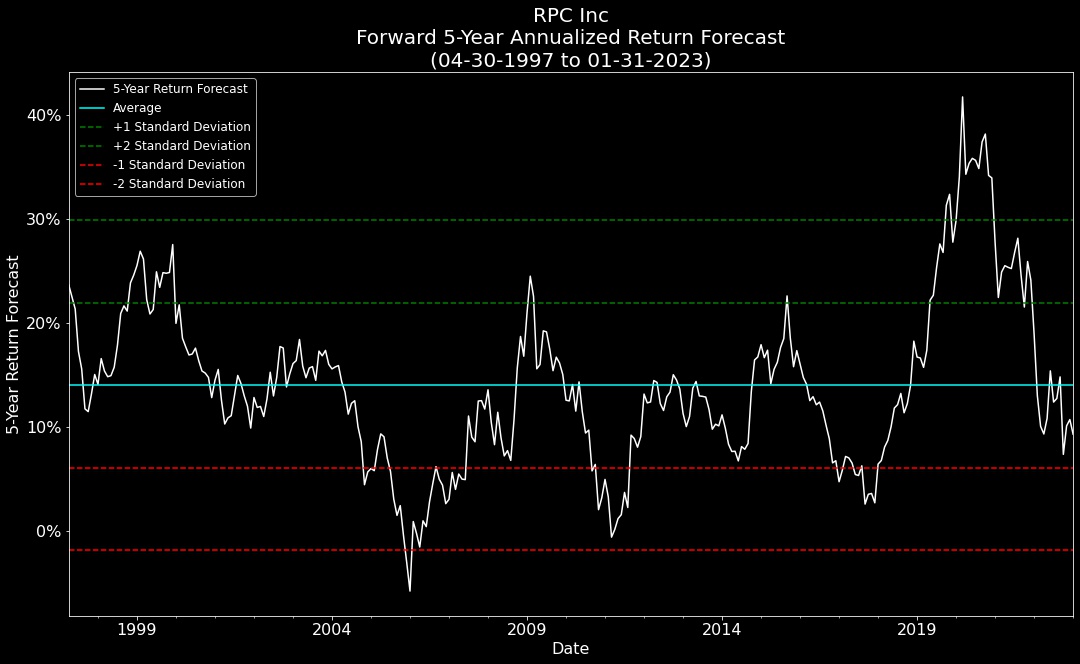 RPC Inc
Forward 5-Year Annualized Return Forecast
(04-30-1997 to 01-31-2023)
5-Year Return Forecast
Average
+1 Standard Deviation
+2 Standard Deviation
-1 Standard Deviation
-2 Standard Deviation
40%
30%
20%
10%
0%
5-Year Return Forecast
1999
2004
2009
2014
2019
Date